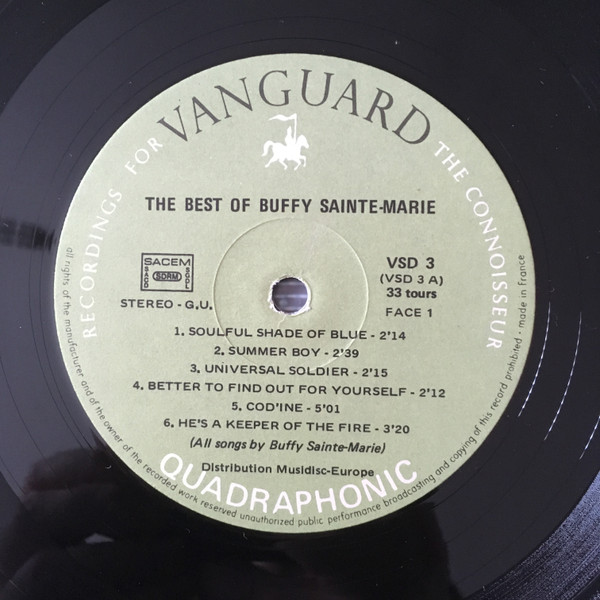 VANGUARD
RECORDINGS FOR THE CONNOISSEUR
THE BEST OF BUFFY SAINTE-MARIE
SACEM
SACD SDRM SGDL
STEREO - G.U.
VSD 3
(VSD 3 A)
33 tours
FACE 1
1. SOULFUL SHADE OF BLUE - 2'14
2. SUMMER BOY - 2'39
3. UNIVERSAL SOLDIER - 2'15
4. BETTER TO FIND OUT FOR YOURSELF - 2'12
5. COD'INE - 5'01
6. HE'S A KEEPER OF THE FIRE - 3'20
(All songs by Buffy Sainte-Marie)
Distribution Musidisc-Europe
QUADRAPHONIC
all rights of the manufacturer and of the owner of the recorded work reserved unauthorized public performance broadcasting and copying of this record prohibited - made in France